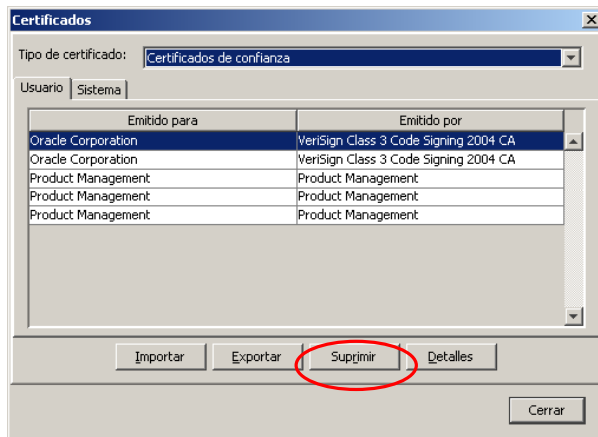 Certificados
Tipo de certificado: Certificados de confianza
Usuario Sistema
Emitido para Emitido por
Oracle Corporation VeriSign Class 3 Code Signing 2004 CA
Oracle Corporation VeriSign Class 3 Code Signing 2004 CA
Product Management Product Management
Product Management Product Management
Product Management Product Management
Importar Exportar Suprimir Detalles
Cerrar